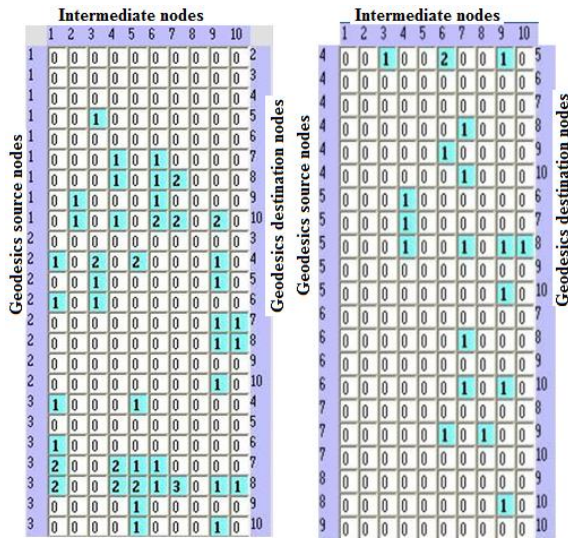 Intermediate nodes
1 2 3 4 5 6 7 8 9 10
Geodesics source nodes
1 0 0 0 0 0 0 0 0 0 0 2
1 0 0 0 0 0 0 0 0 0 0 3
1 0 0 0 0 0 0 0 0 0 0 4
1 0 0 1 0 0 0 0 0 0 0 5
1 0 0 0 0 0 0 0 0 0 0 6
1 0 0 0 1 0 1 0 0 0 0 7
1 0 0 0 1 0 1 2 0 0 0 8
1 0 1 0 0 0 1 0 0 0 0 9
1 0 1 0 1 0 2 2 0 2 0 10
2 0 0 0 0 0 0 0 0 0 0 3
2 1 0 2 0 2 0 0 0 1 0 4
2 0 0 1 0 0 0 0 0 1 0 5
2 1 0 1 0 0 0 0 0 0 0 6
2 0 0 0 0 0 0 0 0 1 1 7
2 0 0 0 0 0 0 0 0 1 1 8
2 0 0 0 0 0 0 0 0 0 0 9
2 0 0 0 0 0 0 0 0 1 0 10
3 1 0 0 0 1 0 0 0 0 0 4
3 0 0 0 0 0 0 0 0 0 0 5
3 1 0 0 0 0 0 0 0 0 0 6
3 2 0 0 2 1 1 0 0 0 0 7
3 2 0 0 2 2 1 3 0 1 1 8
3 0 0 0 0 1 0 0 0 0 0 9
3 0 0 0 0 1 0 0 0 1 0 10
Geodesics destination nodes
Intermediate nodes
1 2 3 4 5 6 7 8 9 10
Geodesics source nodes
4 0 0 1 0 0 2 0 0 1 0 5
4 0 0 0 0 0 0 0 0 0 0 6
4 0 0 0 0 0 0 0 0 0 0 7
4 0 0 0 0 0 0 1 0 0 0 8
4 0 0 0 0 0 1 0 0 0 0 9
4 0 0 0 0 0 0 1 0 0 0 10
5 0 0 0 1 0 0 0 0 0 0 6
5 0 0 0 1 0 0 0 0 0 0 7
5 0 0 0 1 0 0 1 0 1 1 8
5 0 0 0 0 0 0 0 0 0 0 9
5 0 0 0 0 0 0 0 0 1 0 10
6 0 0 0 0 0 0 0 0 0 0 7
6 0 0 0 0 0 0 1 0 0 0 8
6 0 0 0 0 0 0 0 0 0 0 9
6 0 0 0 0 0 0 1 0 1 0 10
7 0 0 0 0 0 0 0 0 0 0 8
7 0 0 0 0 0 1 0 1 0 0 9
7 0 0 0 0 0 0 0 0 0 0 10
8 0 0 0 0 0 0 0 0 0 0 9
8 0 0 0 0 0 0 0 0 1 0 10
9 0 0 0 0 0 0 0 0 0 0 10
Geodesics destination nodes